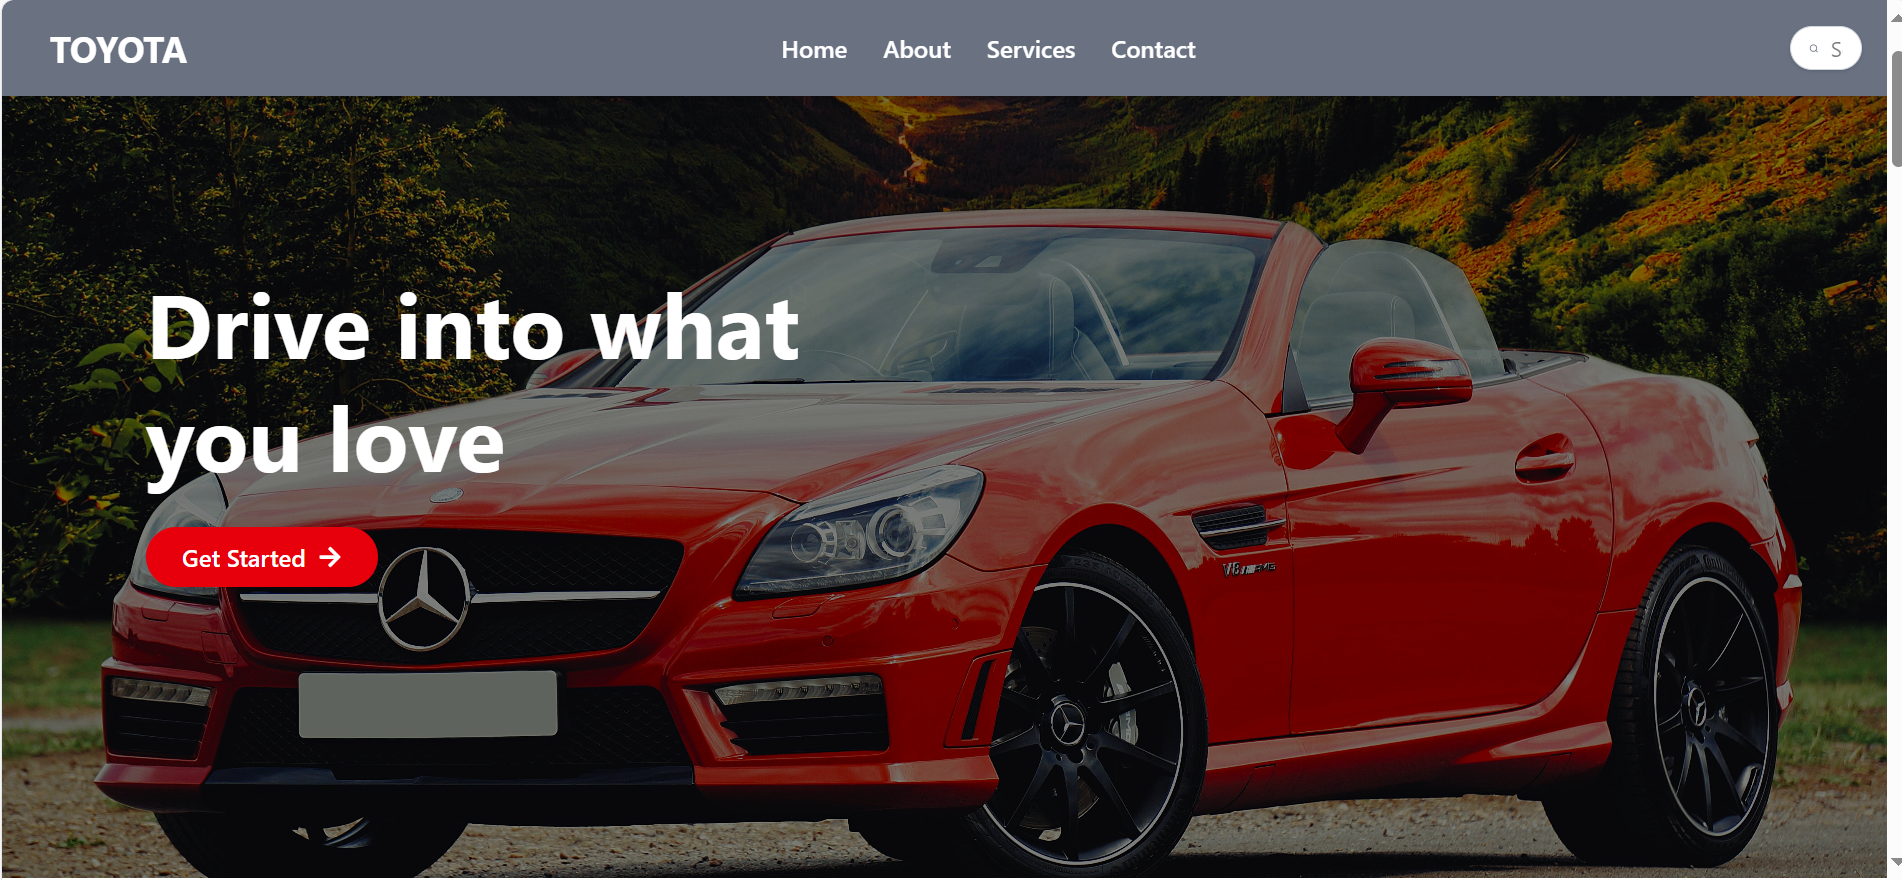 TOYOTA
Home About Services Contact
S
Drive into what
you love
Get Started
V8 AMG